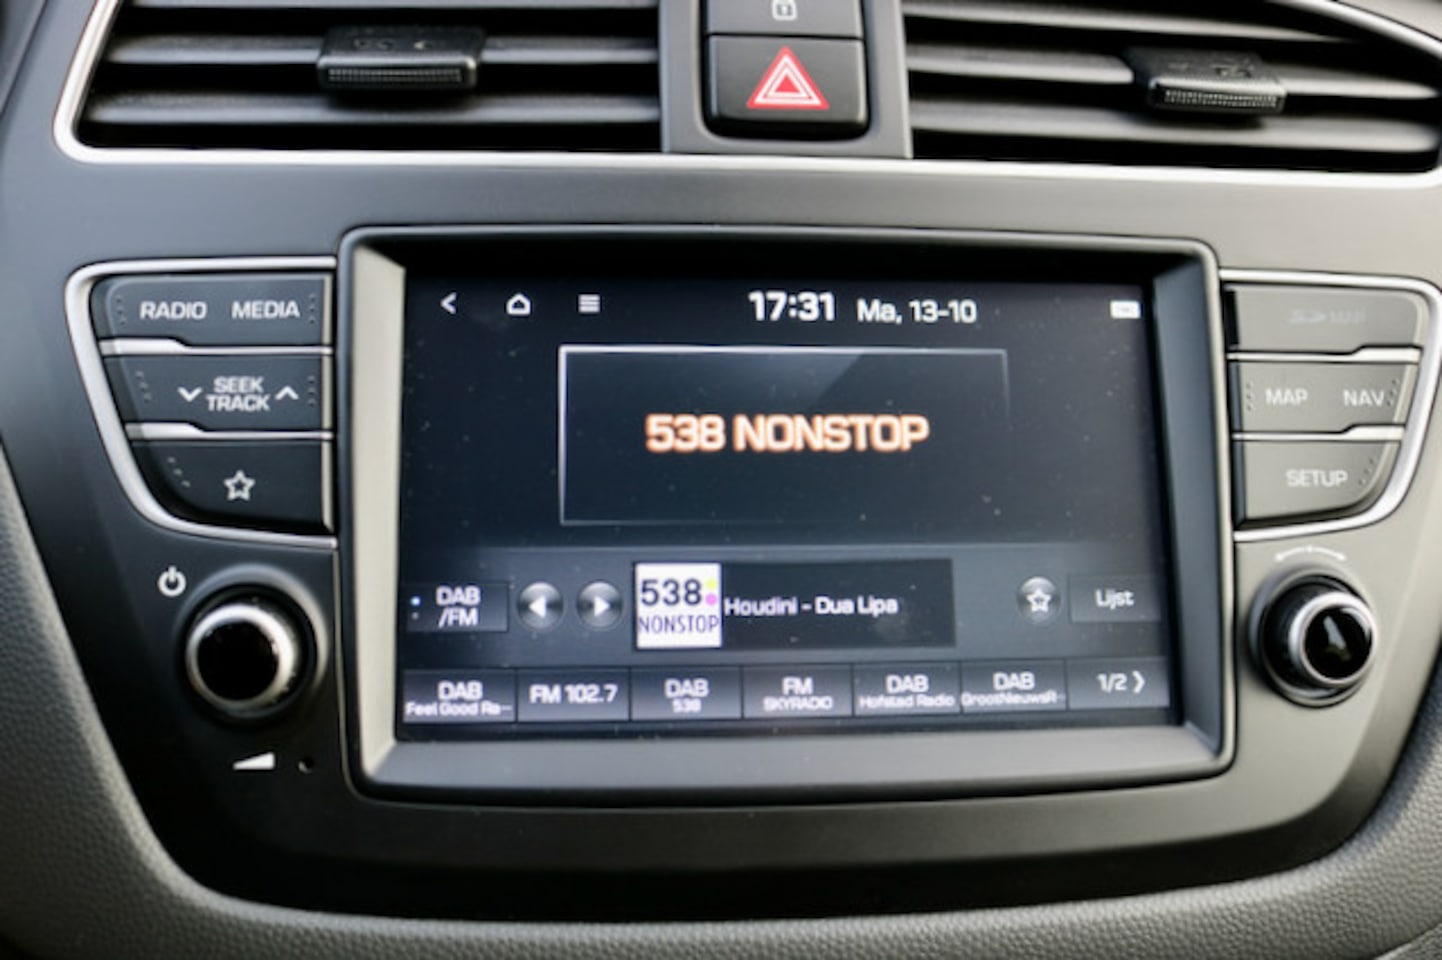 17:31 Ma, 13-10
RADIO MEDIA
SEEK
TRACK
538 NONSTOP
MAP NAV
SETUP
DAB
/FM
538
NONSTOP
Houdini - Dua Lipa
Lijst
DAB
Feel Good Ra...
FM 102.7
DAB
538
FM
SKYRADIO
DAB
Hofstad Radio
DAB
GrootNieuwsR...
1/2